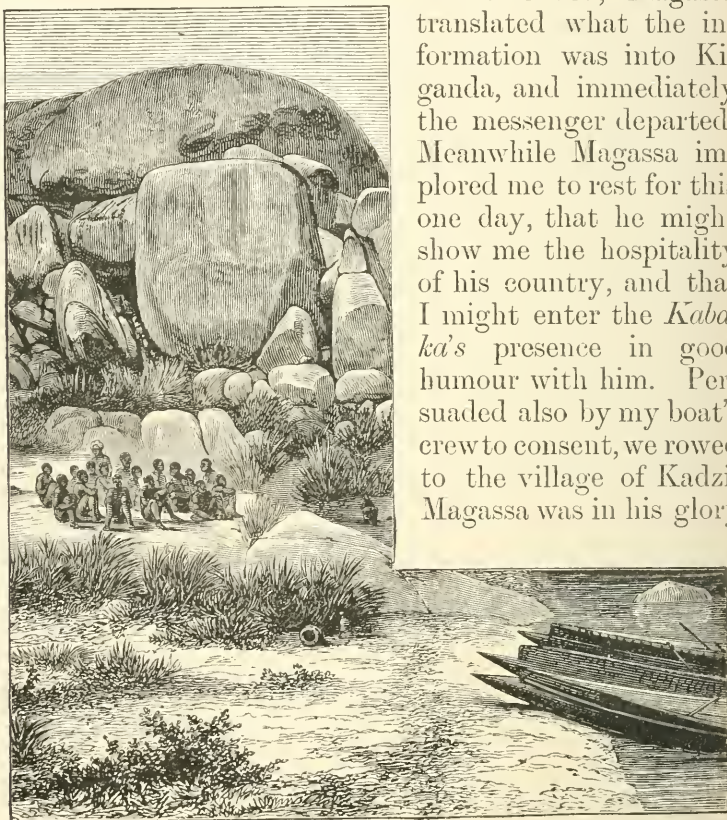 translated what the in
formation was into Ki
ganda, and immediately
the messenger departed
Meanwhile Magassa im
plored me to rest for thi
one day, that he migh
show me the hospitality
of his country, and tha
I might enter the Kaba
ka's presence in good
humour with him. Per
suaded also by my boat'
crew to consent, we rowed
to the village of Kadzi
Magassa was in his glor